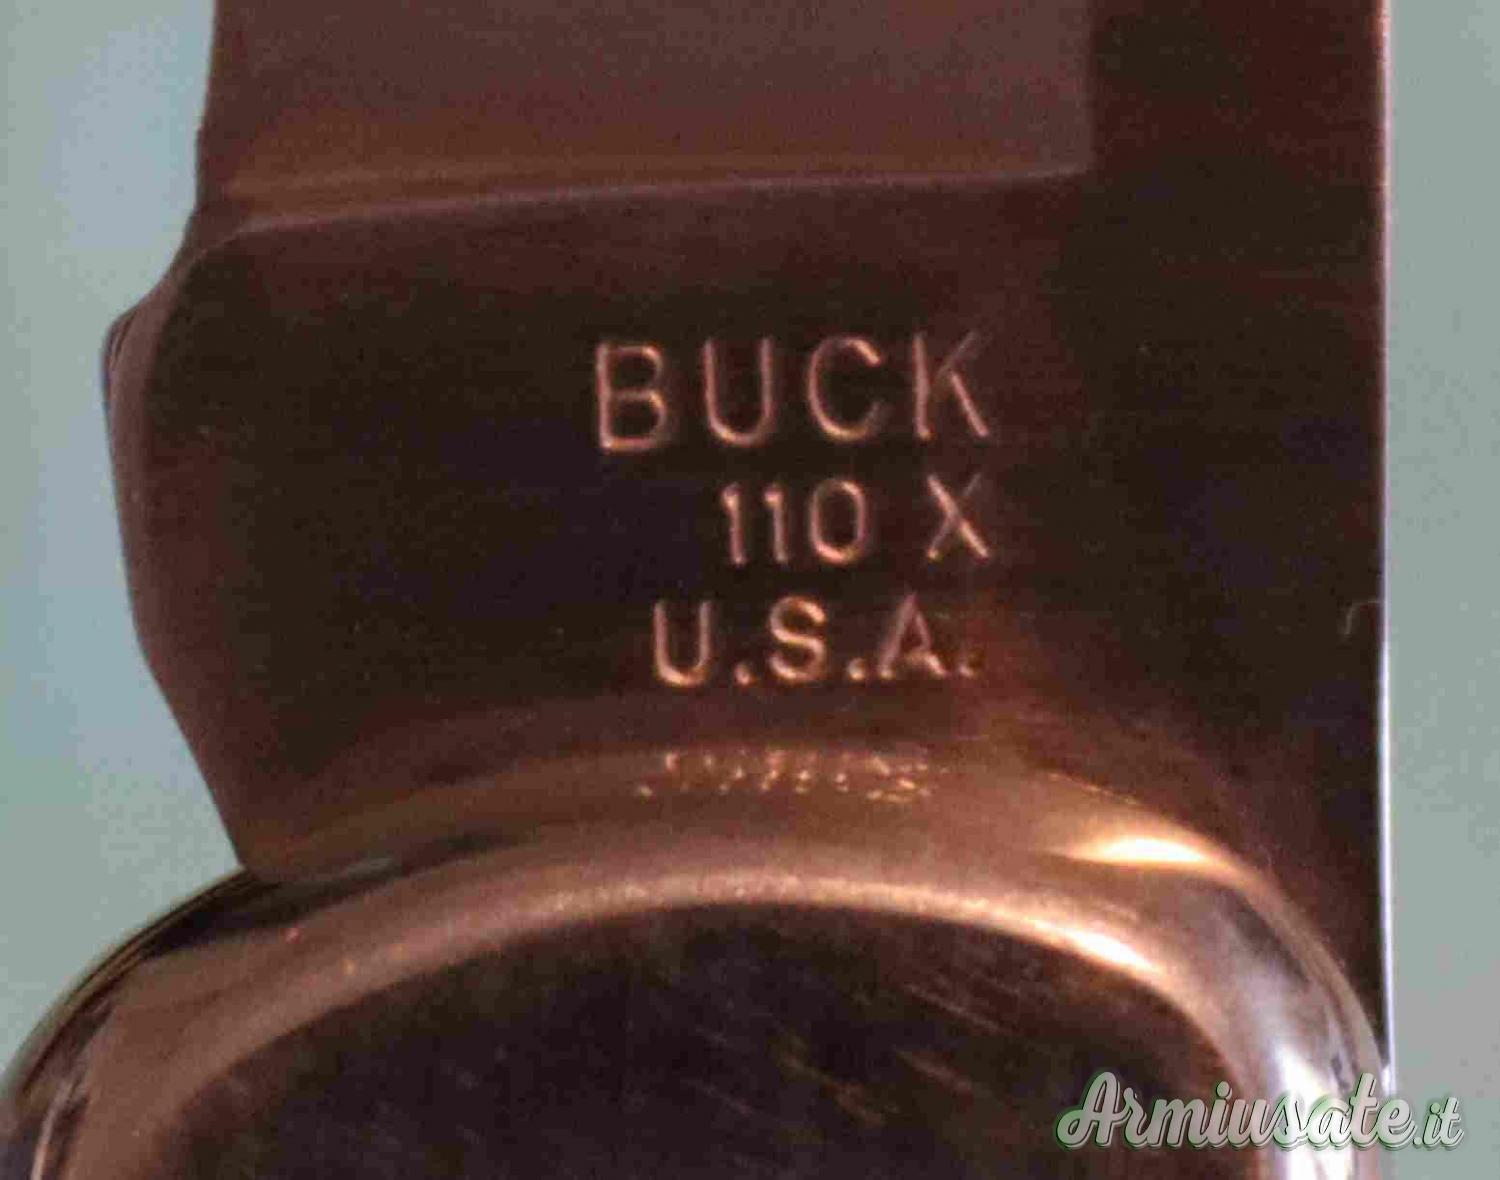 BUCK
110 X
U.S.A.
Armiusate.it